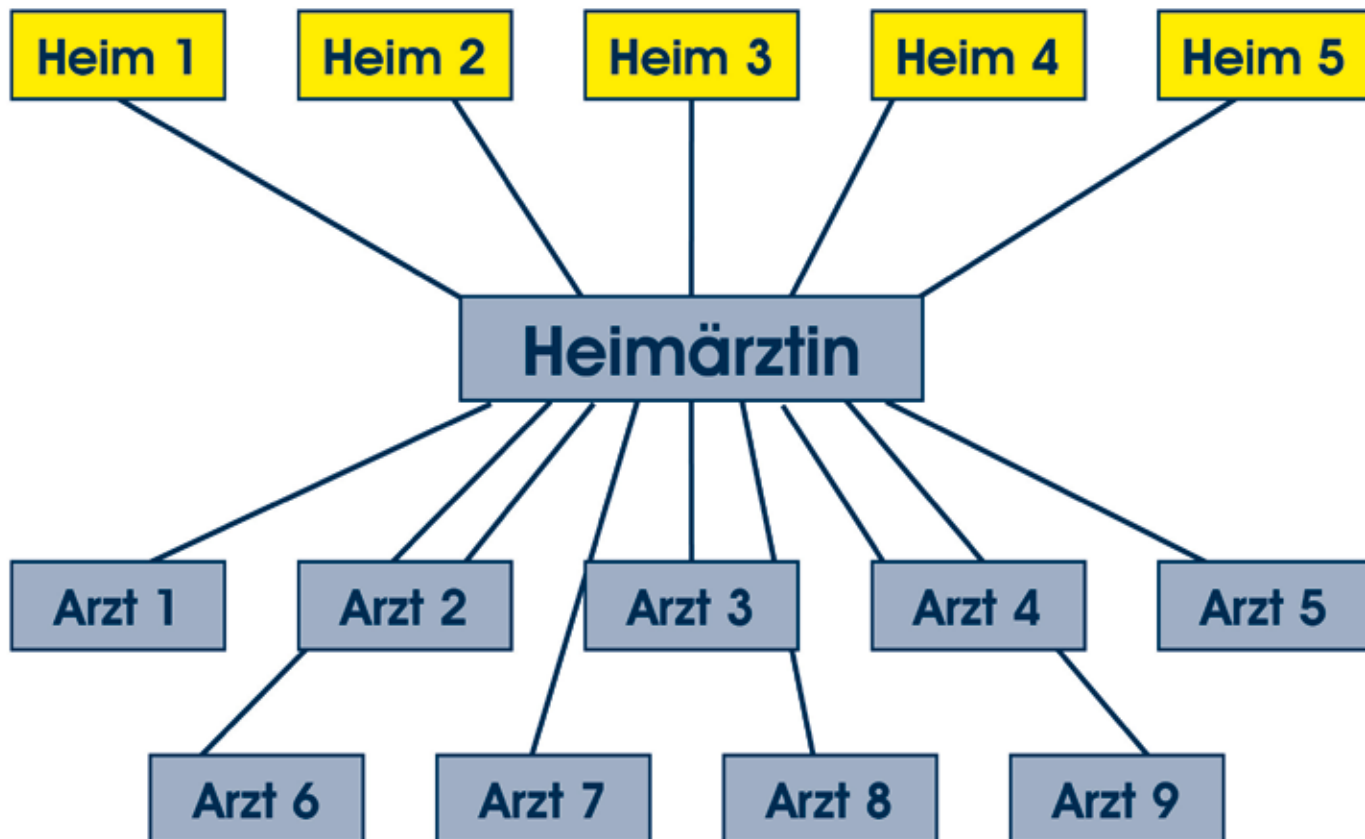 Heim 1
Heim 2
Heim 3
Heim 4
Heim 5
Heimärztin
Arzt 1
Arzt 2
Arzt 3
Arzt 4
Arzt 5
Arzt 6
Arzt 7
Arzt 8
Arzt 9